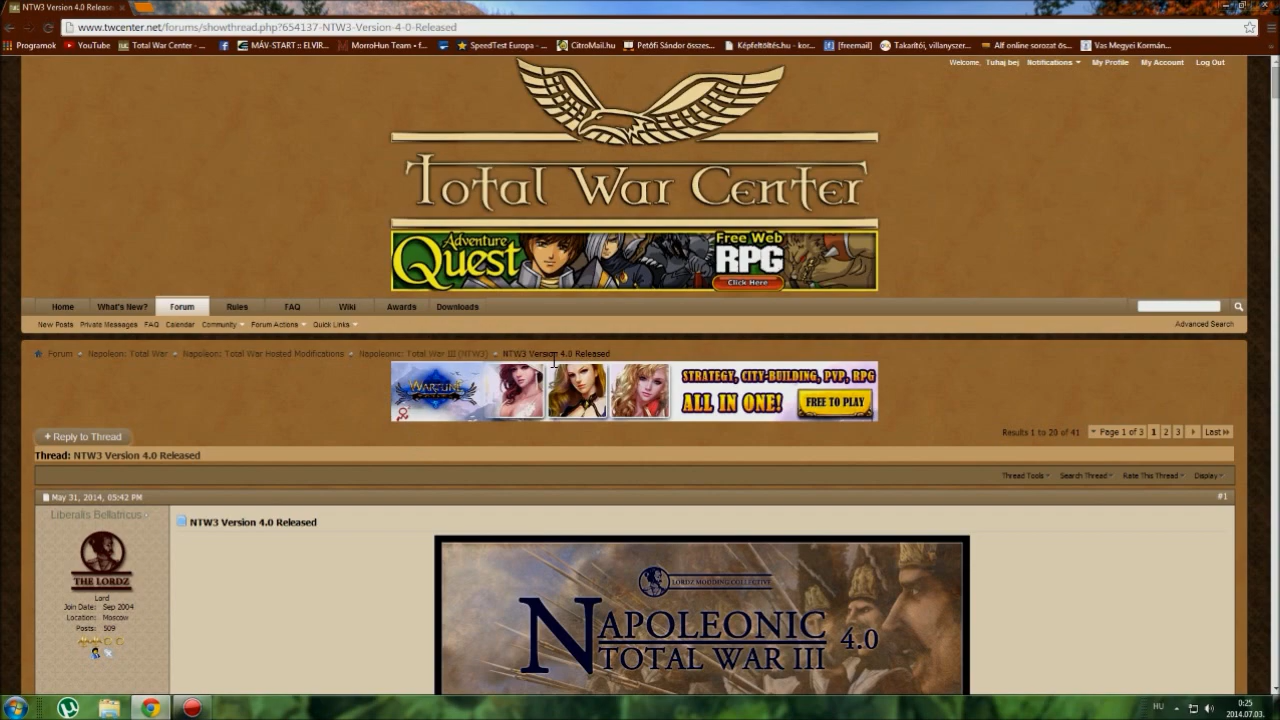 NTW3 Version 4.0 Release
www.twcenter.net/forums/showthread.php?654137-NTW3-Version-4-0-Released
Programok YouTube Total War Center - ... MÁV-START :: ELVIR... MorroHun Team • f... SpeedTest Europa - ... CitroMail.hu Petőfi Sándor összes... Képfeltöltés.hu - kor... [freemail] Takarítói, villanyszer... Alf online sorozat ös... Vas Megyei Kormán...
Welcome, Tuhaj bej Notifications My Profile My Account Log Out
Total War Center
Adventure Quest
Free Web
RPG
Click Here
Home What's New? Forum Rules FAQ Wiki Awards Downloads
New Posts Private Messages FAQ Calendar Community Forum Actions Quick Links Advanced Search
Forum Napoleon: Total War Napoleon: Total War Hosted Modifications Napoleonic: Total War III (NTW3) NTW3 Version 4.0 Released
WARTUNE
STRATEGY, CITY-BUILDING, PVP, RPG
ALL IN ONE! FREE TO PLAY
+ Reply to Thread
Results 1 to 20 of 41 Page 1 of 3 1 2 3 Last
Thread: NTW3 Version 4.0 Released
Thread Tools Search Thread Rate This Thread Display
May 31, 2014, 05:42 PM #1
Liberalis Bellatricus
NTW3 Version 4.0 Released
THE LORDZ
Lord
Join Date: Sep 2004
Location: Moscow
Posts: 509
LORDZ MODDING COLLECTIVE
NAPOLEONIC
TOTAL WAR III 4.0
HU
0:25
2014.07.03.